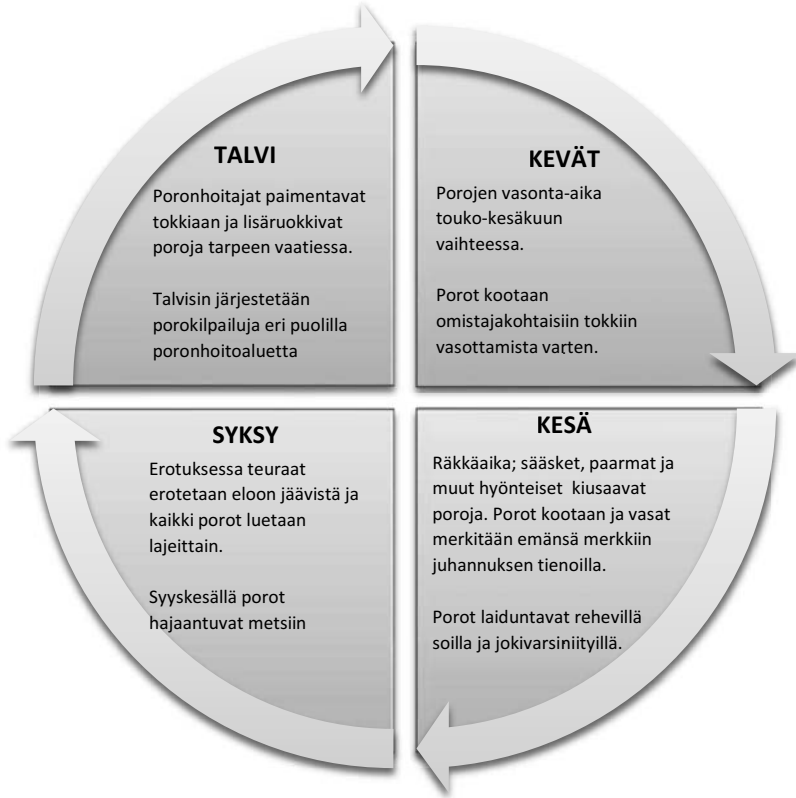 TALVI
Poronhoitajat paimentavat
tokkiaan ja lisäruokkivat
poroja tarpeen vaatiessa.
Talvisin järjestetään
porokilpailuja eri puolilla
poronhoitoaluetta
KEVÄT
Porojen vasonta-aika
touko-kesäkuun
vaihteessa.
Porot kootaan
omistajakohtaisiin tokkiin
vasottamista varten.
SYKSY
Erotuksessa teuraat
erotetaan eloon jäävistä ja
kaikki porot luetaan
lajeittain.
Syyskesällä porot
hajaantuvat metsiin
KESÄ
Räkkäaika; sääsket, paarmat ja
muut hyönteiset kiusaavat
poroja. Porot kootaan ja vasat
merkitään emänsä merkkiin
juhannuksen tienoilla.
Porot laiduntavat rehevillä
soilla ja jokivarsiniityillä.